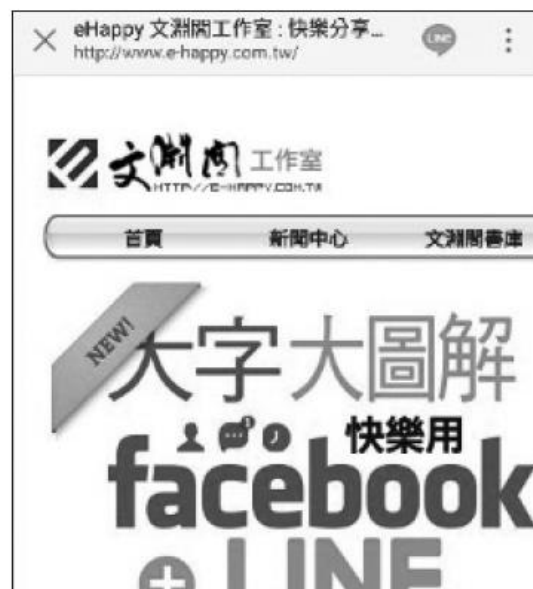 eHappy 文淵閣工作室 : 快樂分享...
http://www.e-happy.com.tw/
LINE
文淵閣 工作室
HTTP://E-HAPPY.COM.TW
首頁 新聞中心 文淵閣書庫
NEW!
大字大圖解
1
快樂用
facebook
+ LINE